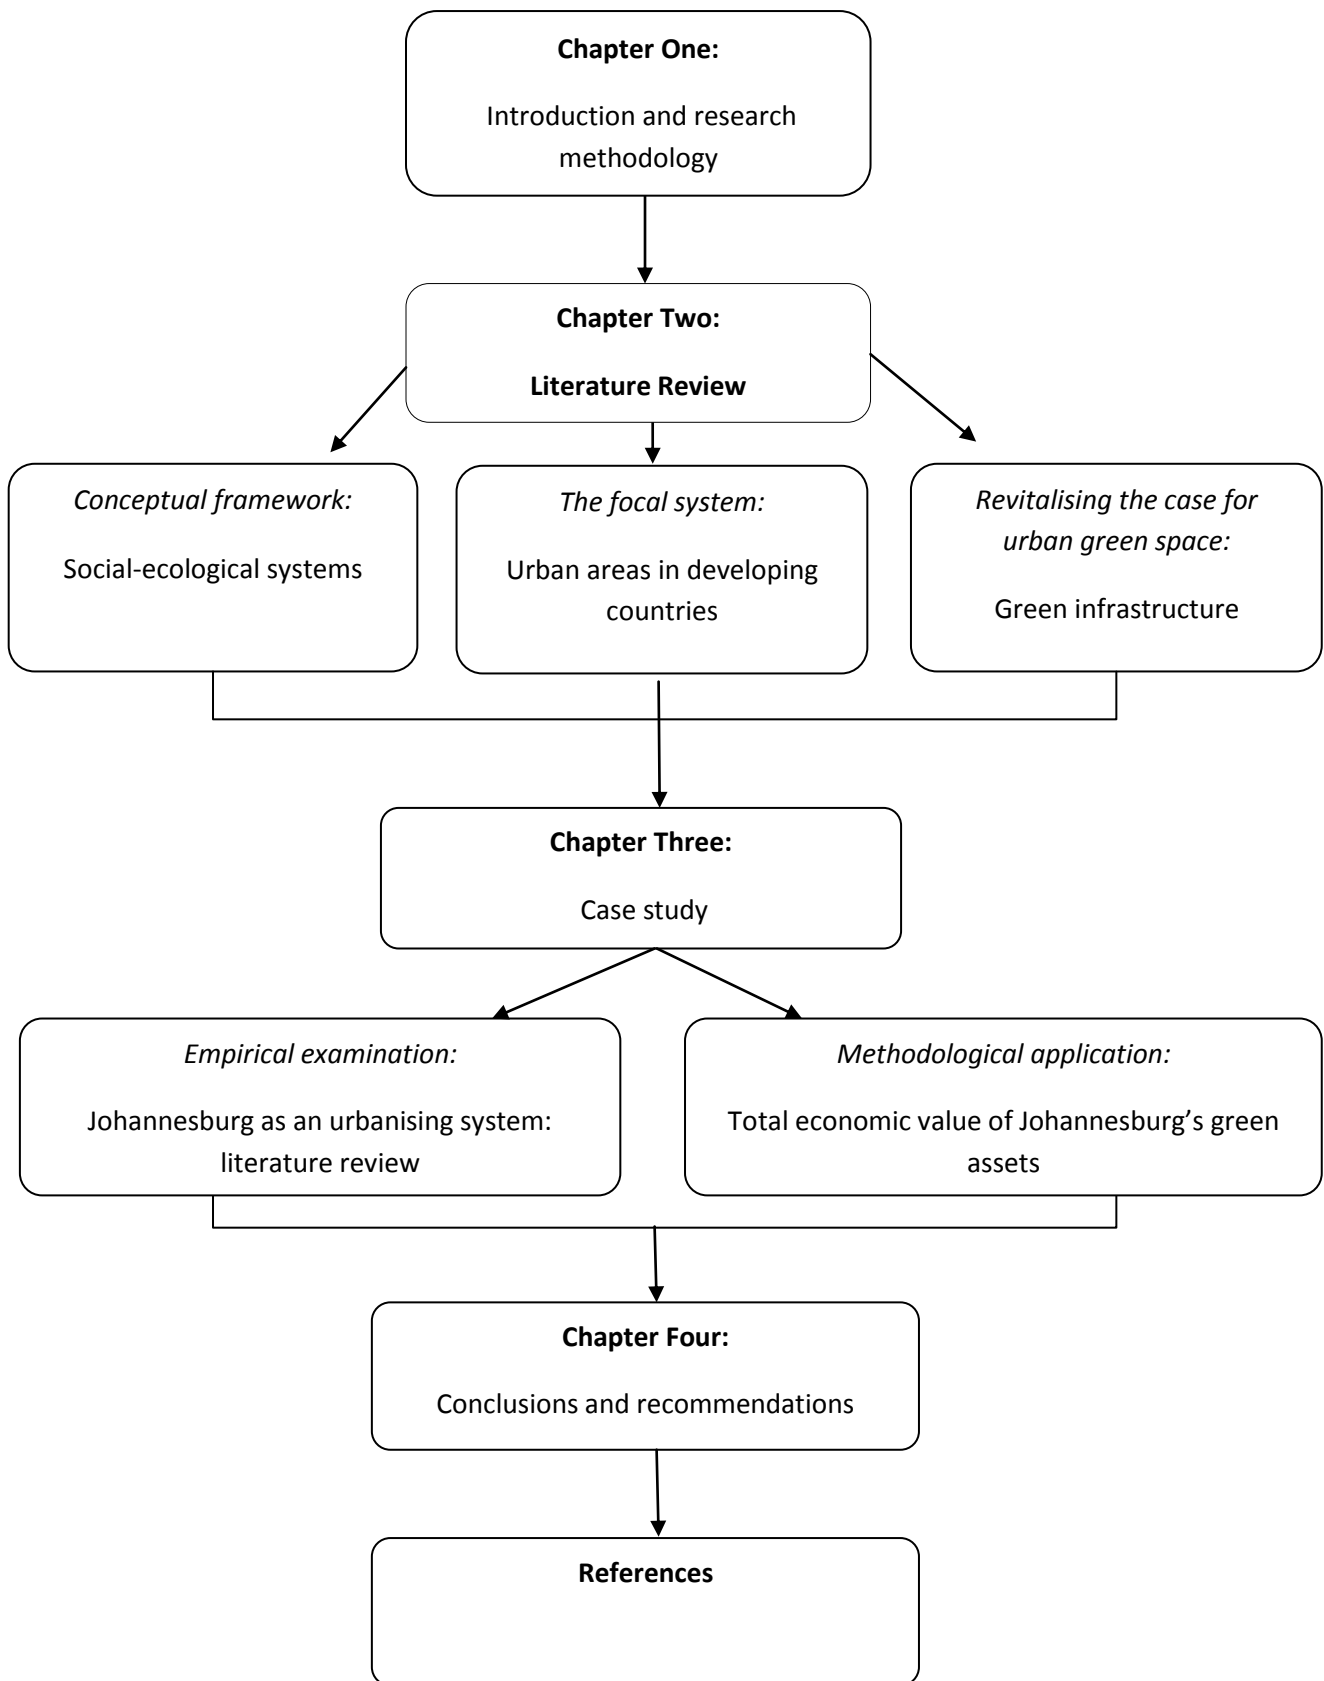 Chapter One:
Introduction and research
methodology
Chapter Two:
Literature Review
Conceptual framework:
Social-ecological systems
The focal system:
Urban areas in developing
countries
Revitalising the case for
urban green space:
Green infrastructure
Chapter Three:
Case study
Empirical examination:
Johannesburg as an urbanising system:
literature review
Methodological application:
Total economic value of Johannesburg’s green
assets
Chapter Four:
Conclusions and recommendations
References